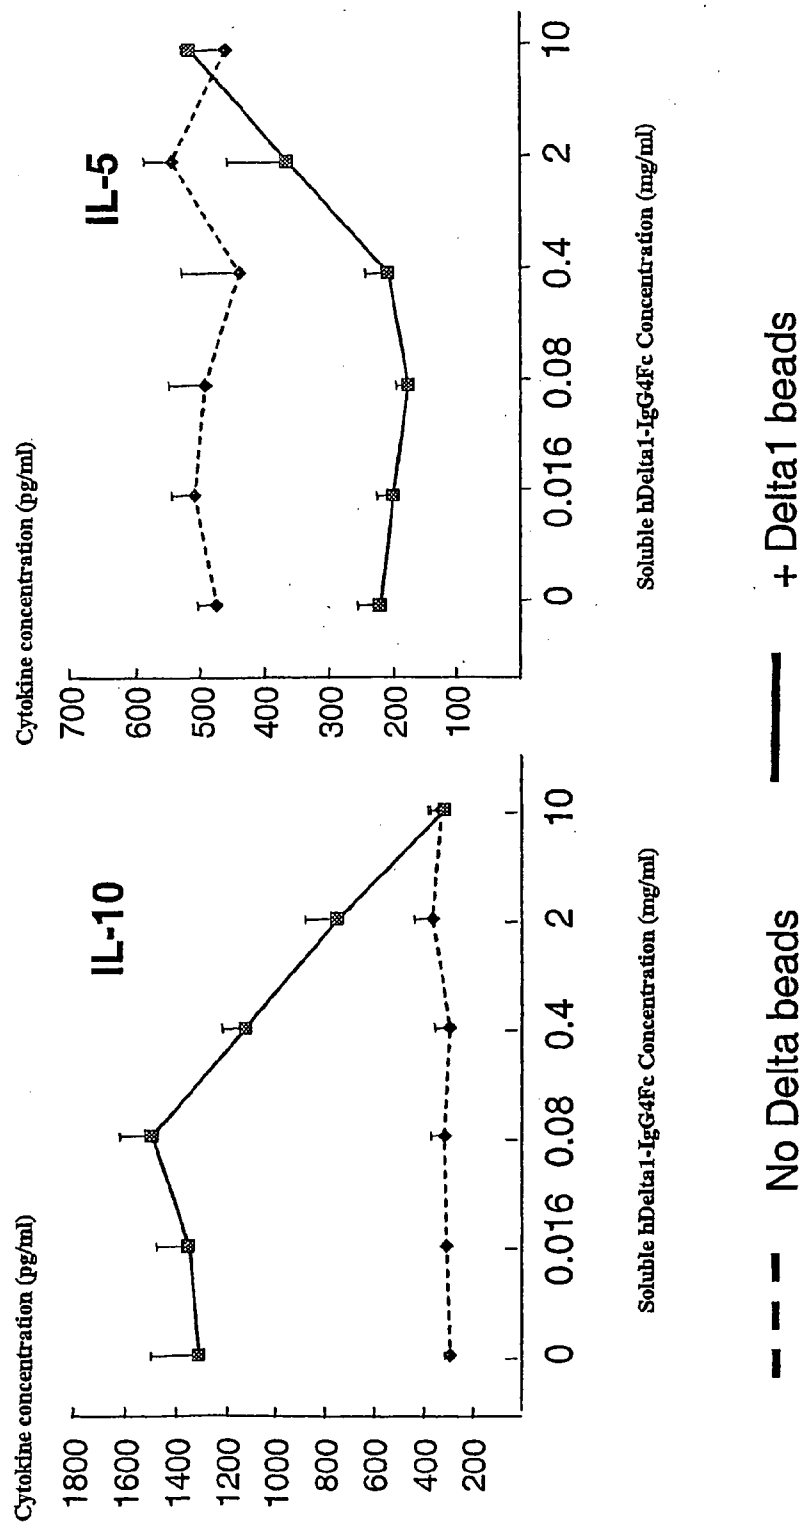 Cytokine concentration (pg/ml)
IL-10
1800
1600
1400
1200
1000
800
600
400
200
0 0.016 0.08 0.4 2 10
Soluble hDelta1-IgG4Fc Concentration (mg/ml)
Cytokine concentration (pg/ml)
IL-5
700
600
500
400
300
200
100
0 0.016 0.08 0.4 2 10
Soluble hDelta1-IgG4Fc Concentration (mg/ml)
No Delta beads
+ Delta1 beads